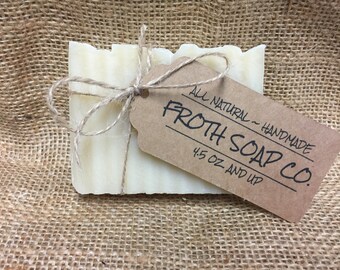 ALL NATURAL ~ HANDMADE
FROTH SOAP CO.
4.5 OZ AND UP